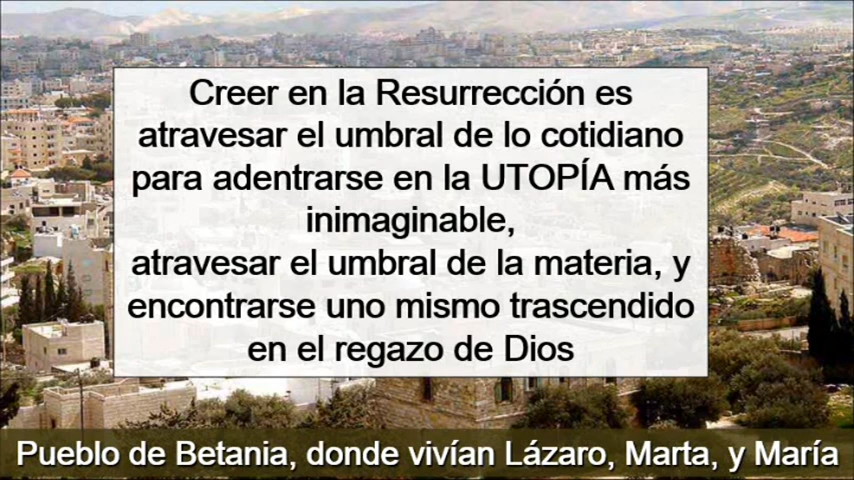 Creer en la Resurrección es
atravesar el umbral de lo cotidiano
para adentrarse en la UTOPÍA más
inimaginable,
atravesar el umbral de la materia, y
encontrarse uno mismo trascendido
en el regazo de Dios
Pueblo de Betania, donde vivían Lázaro, Marta, y María